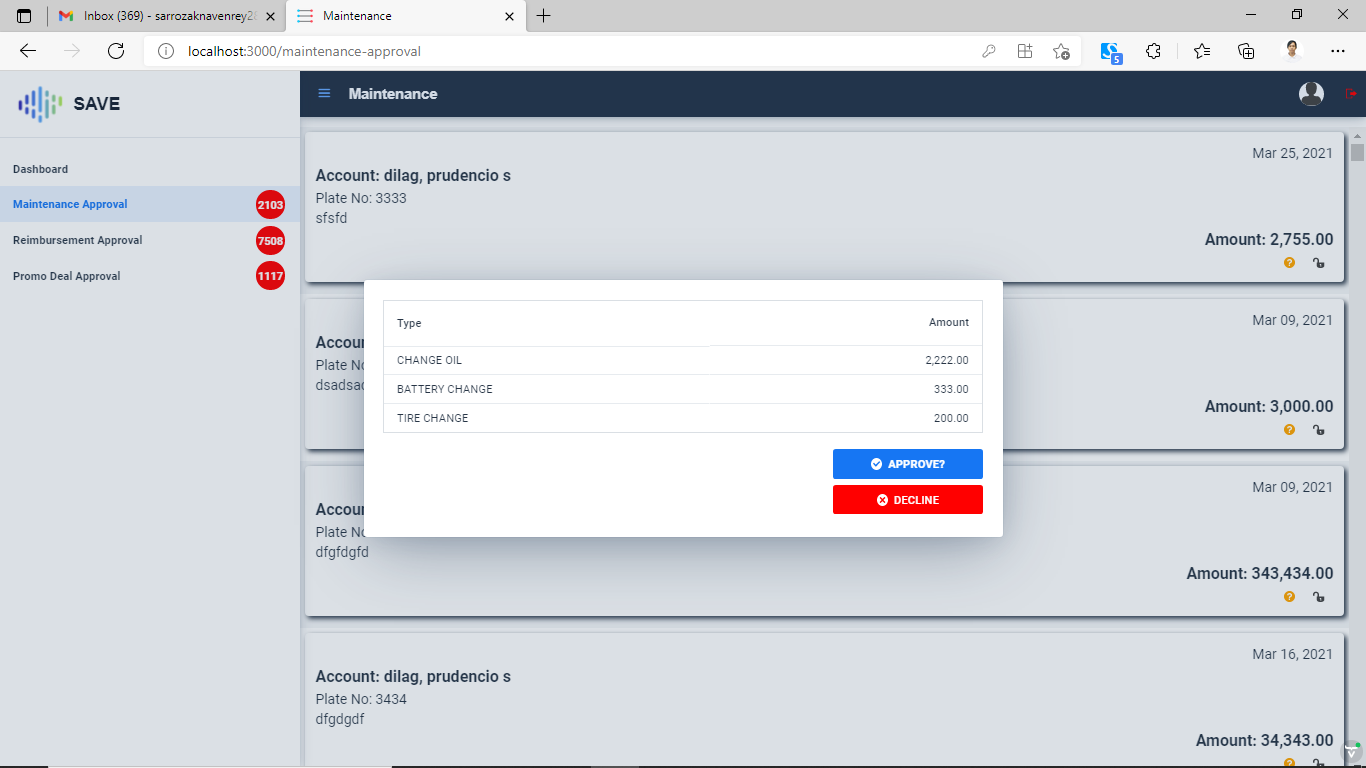 Inbox (369) - sarrozaknavenrey2
Maintenance
localhost:3000/maintenance-approval
5
SAVE
Maintenance
Dashboard
Maintenance Approval 2103
Reimbursement Approval 7508
Promo Deal Approval 1117
Mar 25, 2021
Account: dilag, prudencio s
Plate No: 3333
sfsfd
Amount: 2,755.00
Mar 09, 2021
Accou
Plate No
dsadsad
Amount: 3,000.00
Type Amount
CHANGE OIL 2,222.00
BATTERY CHANGE 333.00
TIRE CHANGE 200.00
APPROVE?
DECLINE
Mar 09, 2021
Accou
Plate No
dfgfdgfd
Amount: 343,434.00
Mar 16, 2021
Account: dilag, prudencio s
Plate No: 3434
dfgdgdf
Amount: 34,343.00